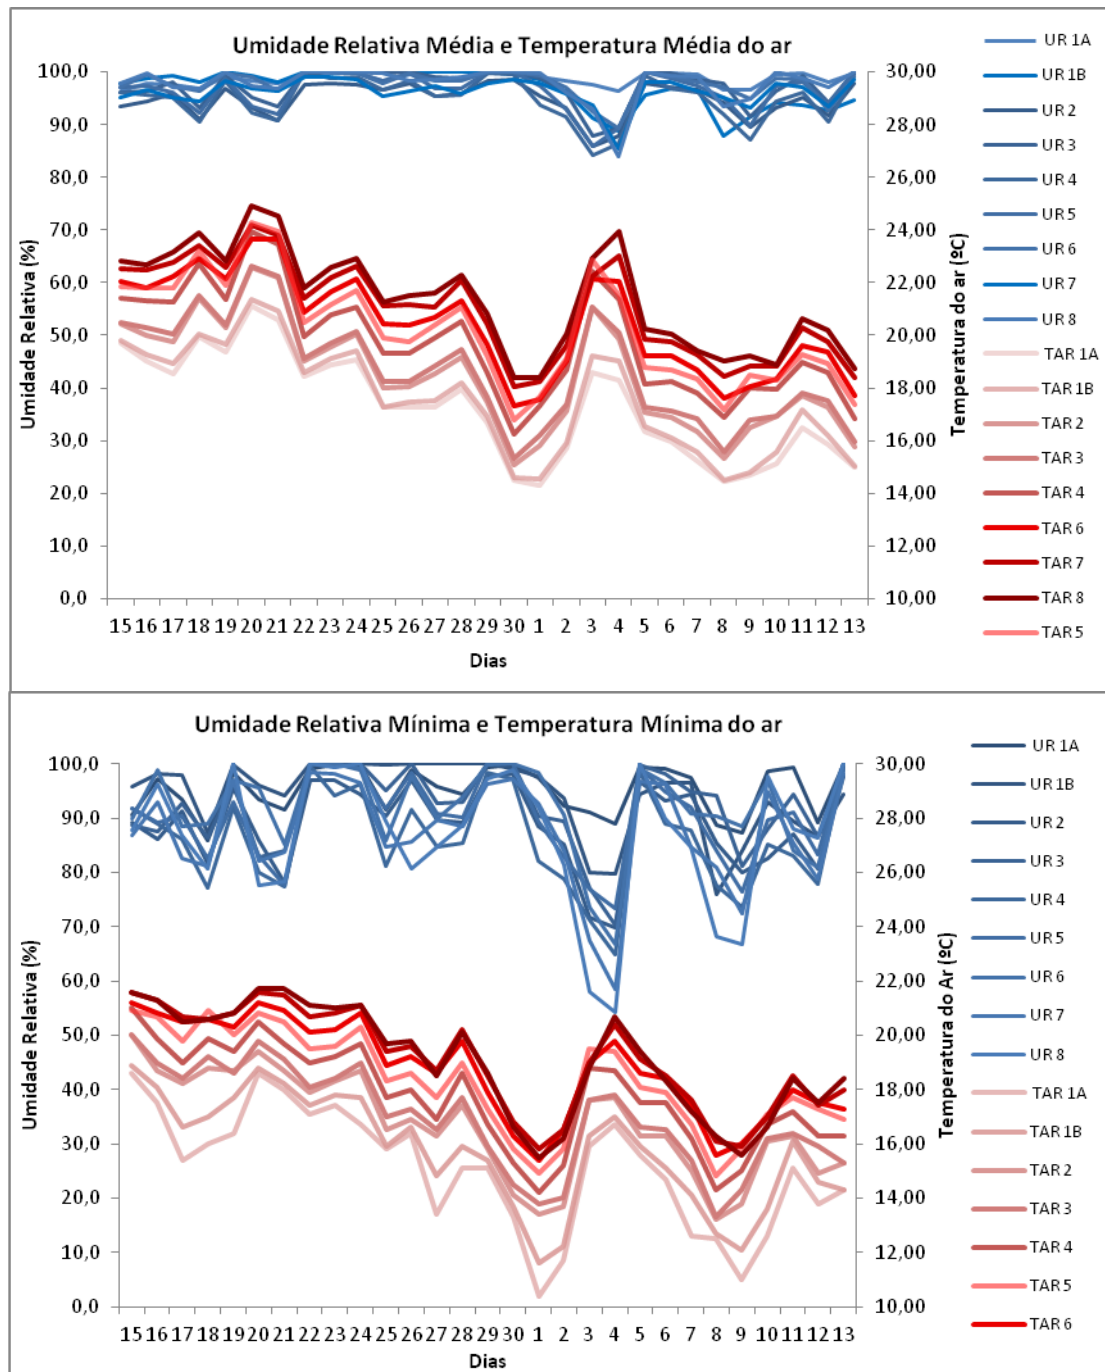 Umidade Relativa Média e Temperatura Média do ar
Umidade Relativa (%)
100,0
90,0
80,0
70,0
60,0
50,0
40,0
30,0
20,0
10,0
0,0
15 16 17 18 19 20 21 22 23 24 25 26 27 28 29 30 1 2 3 4 5 6 7 8 9 10 11 12 13
Dias
30,00
28,00
26,00
24,00
22,00
20,00
18,00
16,00
14,00
12,00
10,00
Temperatura do ar (ºC)
UR 1A
UR 1B
UR 2
UR 3
UR 4
UR 5
UR 6
UR 7
UR 8
TAR 1A
TAR 1B
TAR 2
TAR 3
TAR 4
TAR 6
TAR 7
TAR 8
TAR 5
Umidade Relativa Mínima e Temperatura Mínima do ar
Umidade Relativa (%)
100,0
90,0
80,0
70,0
60,0
50,0
40,0
30,0
20,0
10,0
0,0
15 16 17 18 19 20 21 22 23 24 25 26 27 28 29 30 1 2 3 4 5 6 7 8 9 10 11 12 13
Dias
30,00
28,00
26,00
24,00
22,00
20,00
18,00
16,00
14,00
12,00
10,00
Temperatura do Ar (ºC)
UR 1A
UR 1B
UR 2
UR 3
UR 4
UR 5
UR 6
UR 7
UR 8
TAR 1A
TAR 1B
TAR 2
TAR 3
TAR 4
TAR 5
TAR 6